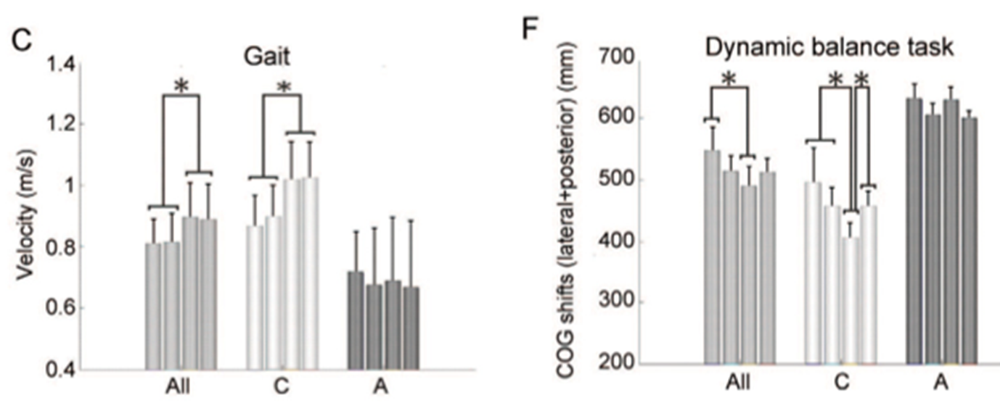 C
Gait
Velocity (m/s)
1.4
1.2
1
0.8
0.6
0.4
* *
All C A
F
Dynamic balance task
COG shifts (lateral+posterior) (mm)
700
600
500
400
300
200
* * *
All C A